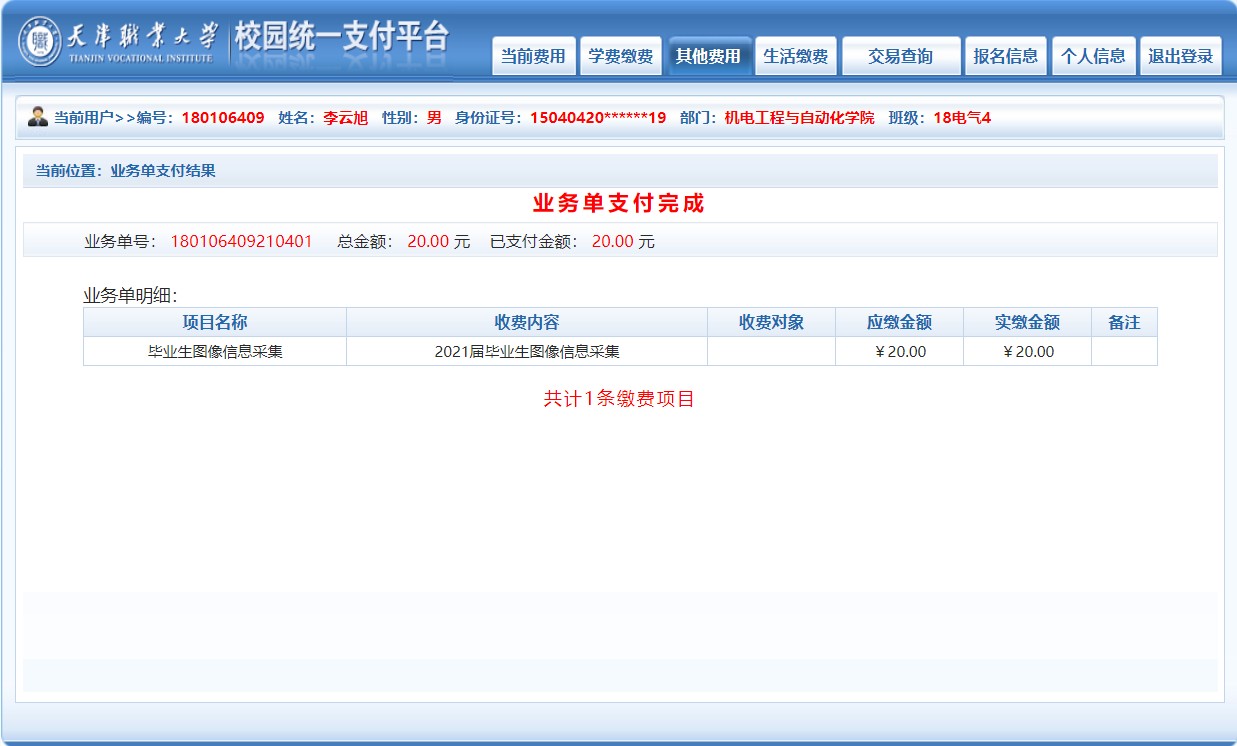 天津职业大学 校园统一支付平台
TIANJIN VOCATIONAL INSTITUTE
当前费用 学费缴费 其他费用 生活缴费 交易查询 报名信息 个人信息 退出登录
当前用户>>编号：180106409 姓名：李云旭 性别：男 身份证号：15040420******19 部门：机电工程与自动化学院 班级：18电气4
当前位置：业务单支付结果
业务单支付完成
业务单号： 180106409210401 总金额： 20.00 元 已支付金额： 20.00 元
业务单明细：
项目名称 收费内容 收费对象 应缴金额 实缴金额 备注
毕业生图像信息采集 2021届毕业生图像信息采集 ￥20.00 ￥20.00
共计1条缴费项目